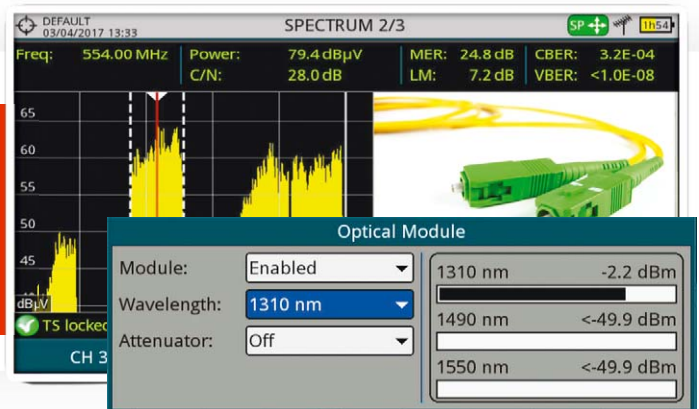 DEFAULT
03/04/2017 13:33
SPECTRUM 2/3
SP
1h54
Freq: 554.00 MHz Power: 79.4 dBµV MER: 24.8 dB CBER: 3.2E-04
C/N: 28.0 dB LM: 7.2 dB VBER: <1.0E-08
65
60
55
50
45
dBµV
TS locked
CH 3
Optical Module
Module: Enabled
Wavelength: 1310 nm
Attenuator: Off
1310 nm -2.2 dBm
1490 nm <-49.9 dBm
1550 nm <-49.9 dBm